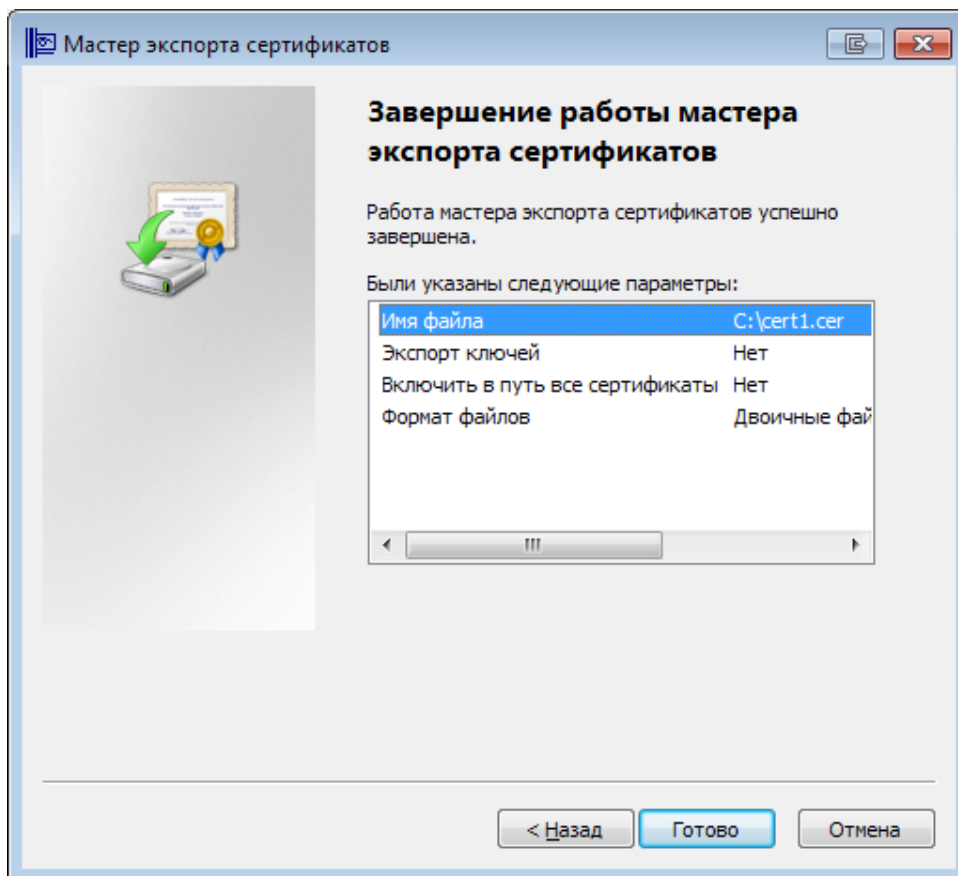 Мастер экспорта сертификатов
Завершение работы мастера
экспорта сертификатов
Работа мастера экспорта сертификатов успешно
завершена.
Были указаны следующие параметры:
Имя файла C:\cert1.cer
Экспорт ключей Нет
Включить в путь все сертификаты Нет
Формат файлов Двоичные фай
< Назад Готово Отмена